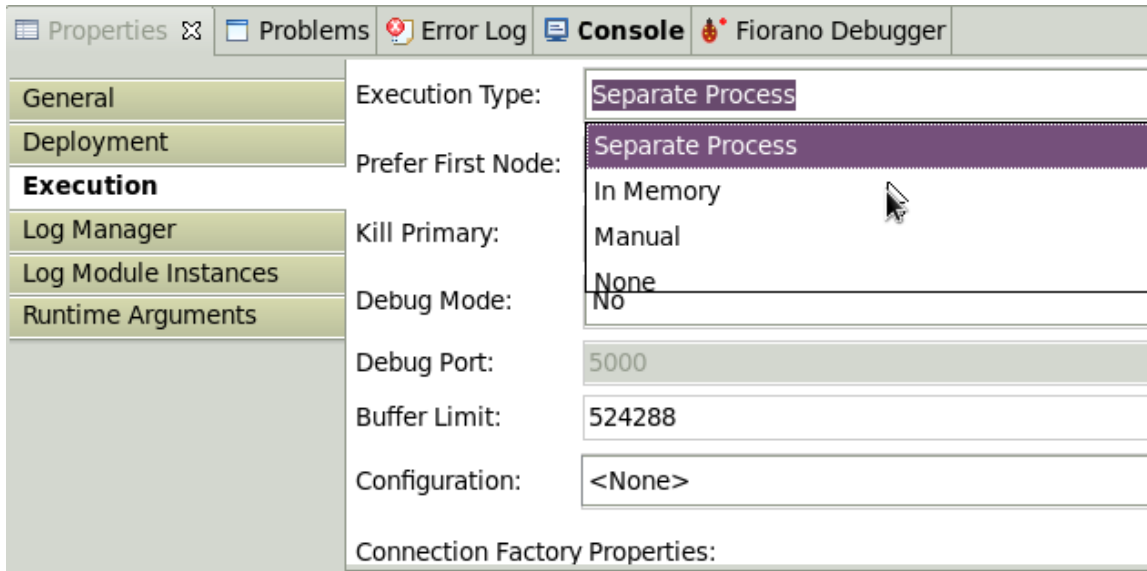 Properties Problems Error Log Console Fiorano Debugger
General
Deployment
Execution
Log Manager
Log Module Instances
Runtime Arguments
Execution Type: Separate Process
Separate Process
Prefer First Node:
In Memory
Kill Primary:
Manual
None
Debug Mode: No
Debug Port: 5000
Buffer Limit: 524288
Configuration: <None>
Connection Factory Properties: